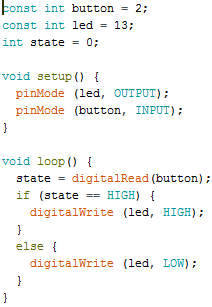 const int button = 2;
const int led = 13;
int state = 0;

void setup() {
  pinMode (led, OUTPUT);
  pinMode (button, INPUT);
}

void loop() {
  state = digitalRead(button);
  if (state == HIGH) {
    digitalWrite (led, HIGH);
  }
  else {
    digitalWrite (led, LOW);
  }
}